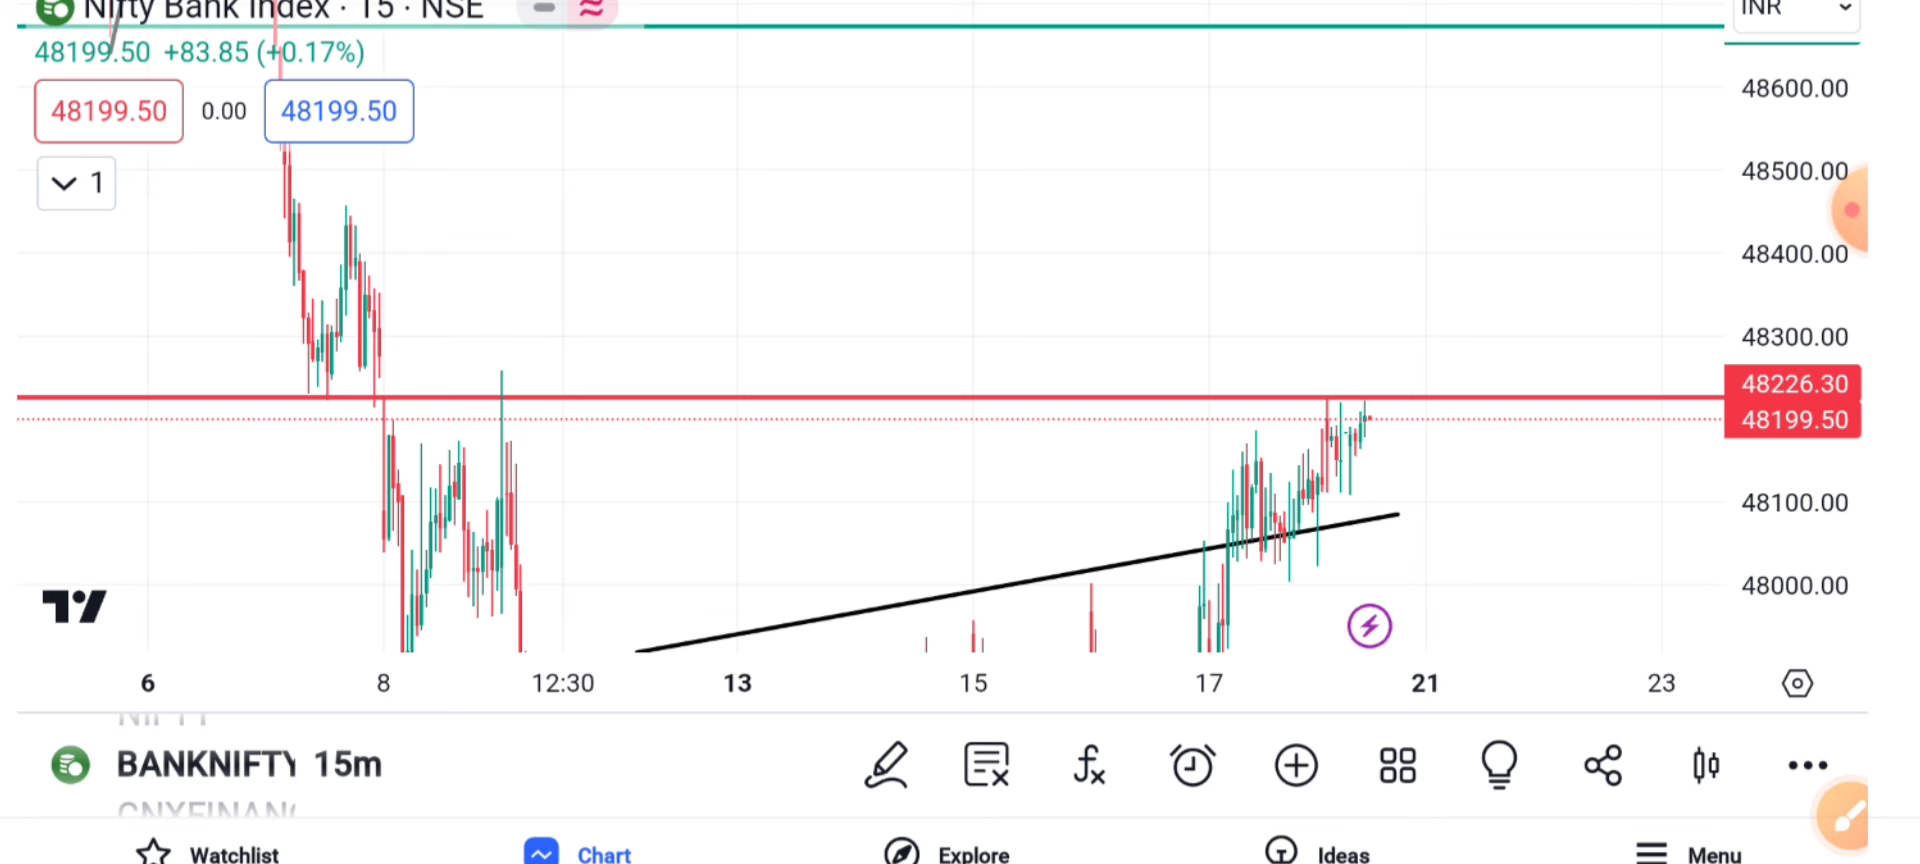 Nifty Bank Index · 15 · NSE
INR
48199.50 +83.85 (+0.17%)
48199.50 0.00 48199.50
1
48600.00
48500.00
48400.00
48300.00
48226.30
48199.50
48100.00
48000.00
6 8 12:30 13 15 17 21 23
NIFTY
BANKNIFTY 15m
Watchlist Chart Explore Ideas Menu